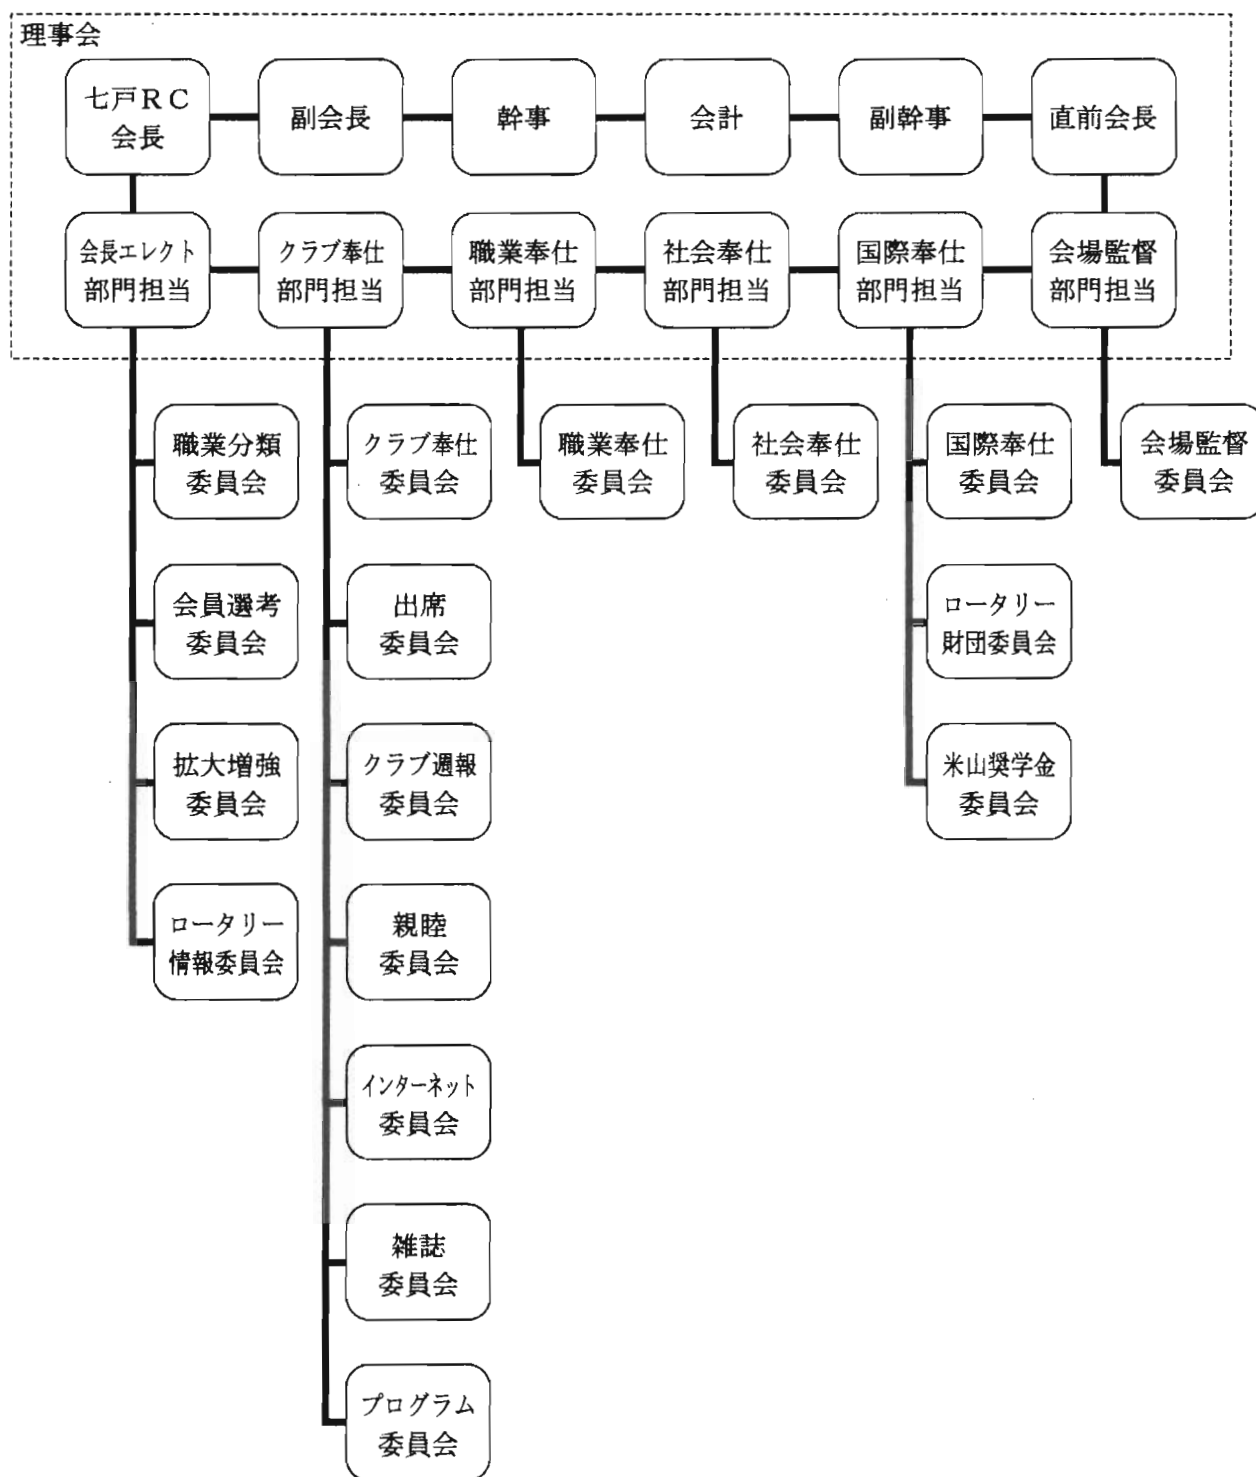 理事会
七戸RC
会長
副会長
幹事
会計
副幹事
直前会長
会長エレクト
部門担当
クラブ奉仕
部門担当
職業奉仕
部門担当
社会奉仕
部門担当
国際奉仕
部門担当
会場監督
部門担当
職業分類
委員会
クラブ奉仕
委員会
職業奉仕
委員会
社会奉仕
委員会
国際奉仕
委員会
会場監督
委員会
会員選考
委員会
出席
委員会
ロータリー
財団委員会
拡大増強
委員会
クラブ週報
委員会
米山奨学金
委員会
ロータリー
情報委員会
親睦
委員会
インターネット
委員会
雑誌
委員会
プログラム
委員会